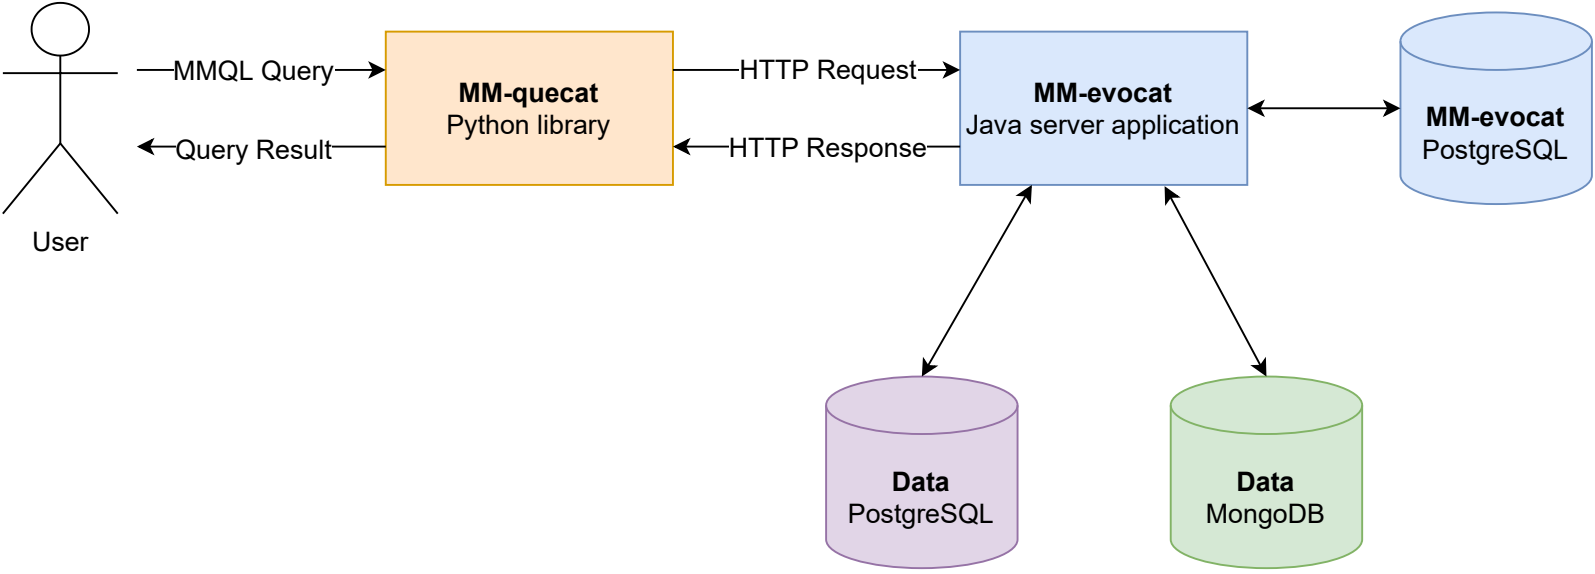 MMQL Query
Query Result
User
MM-quecat
Python library
HTTP Request
HTTP Response
MM-evocat
Java server application
MM-evocat
PostgreSQL
Data
PostgreSQL
Data
MongoDB